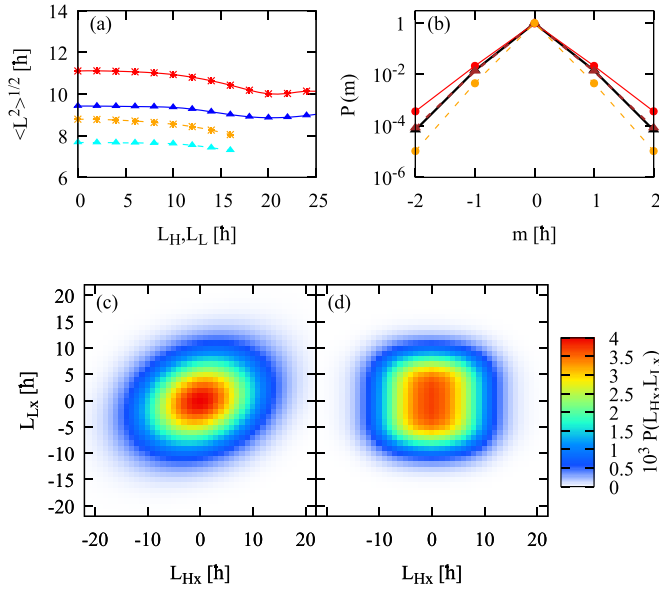 (a)
14
12
10
8
6
<L²>^1/2 [ħ]
0 5 10 15 20 25
L_H,L_L [ħ]
(b)
1
10^-2
10^-4
10^-6
P (m)
-2 -1 0 1 2
m [ħ]
(c)
20
15
10
5
0
-5
-10
-15
-20
L_Lx [ħ]
-20 -10 0 10 20
L_Hx [ħ]
(d)
-20 -10 0 10 20
L_Hx [ħ]
4
3.5
3
2.5
2
1.5
1
0.5
0
10^3 P(L_Hx,L_Lx)